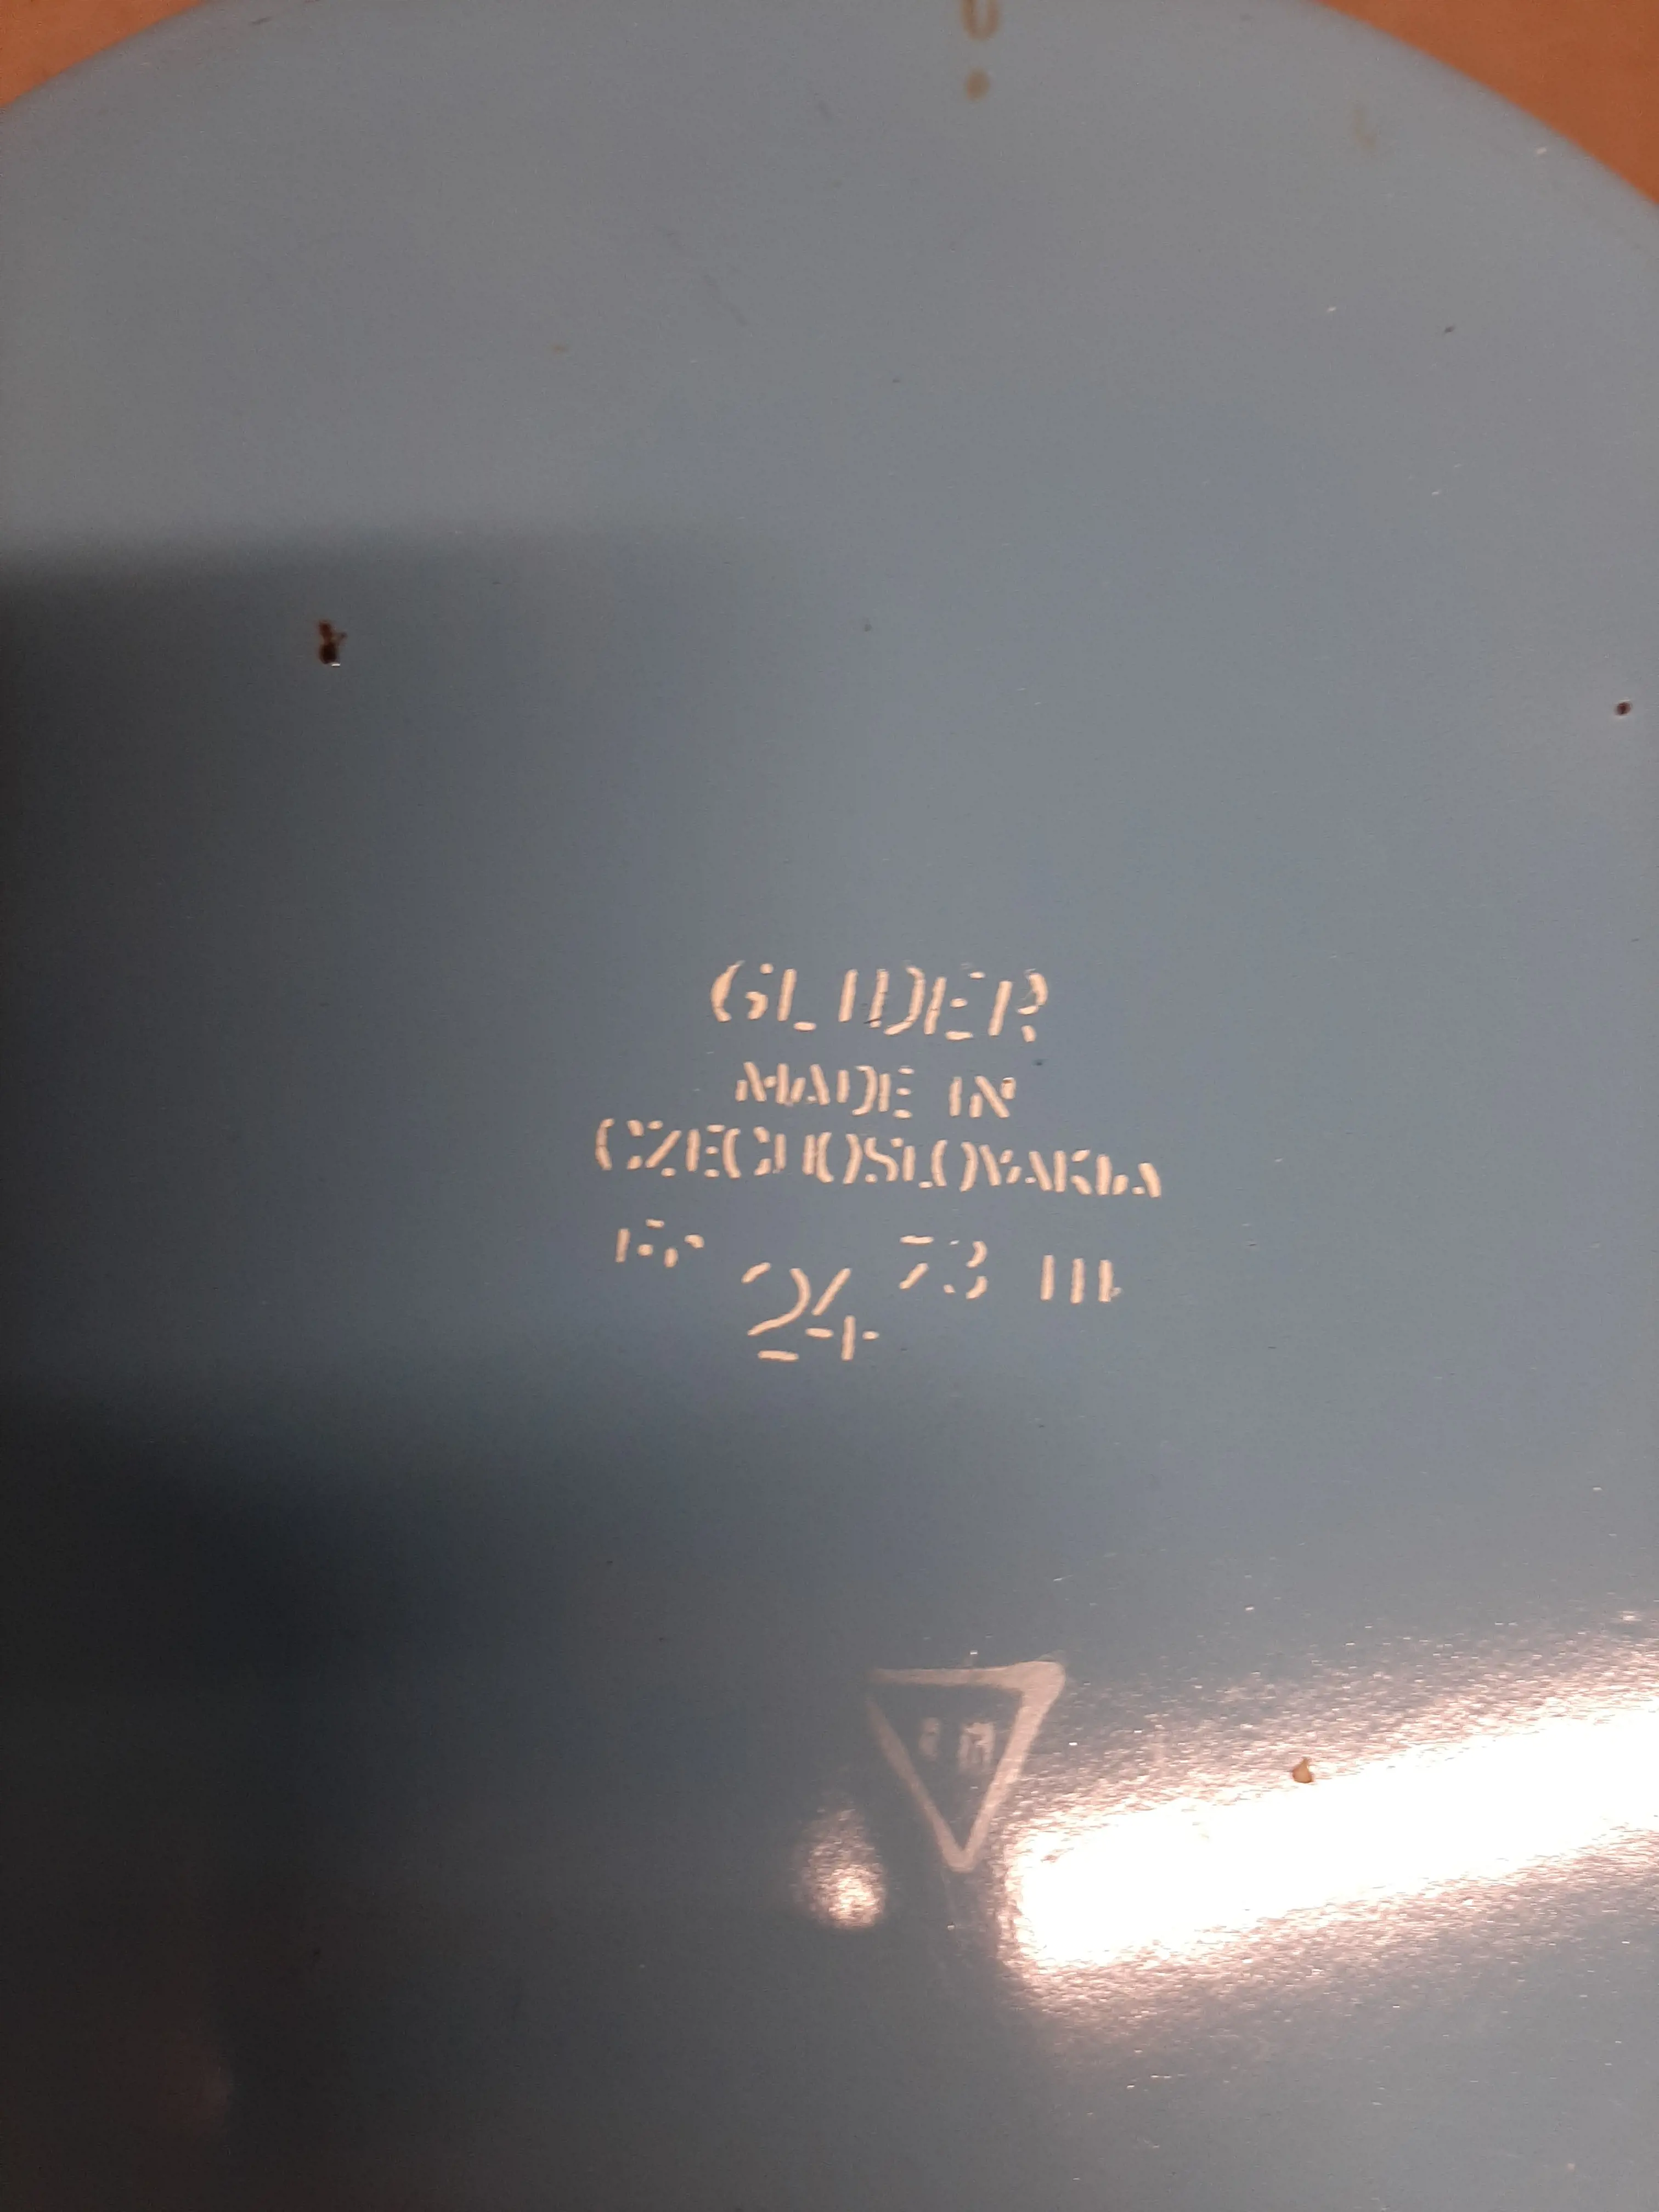 GLIDER
MADE IN
CZECHOSLOVAKIA
73
24